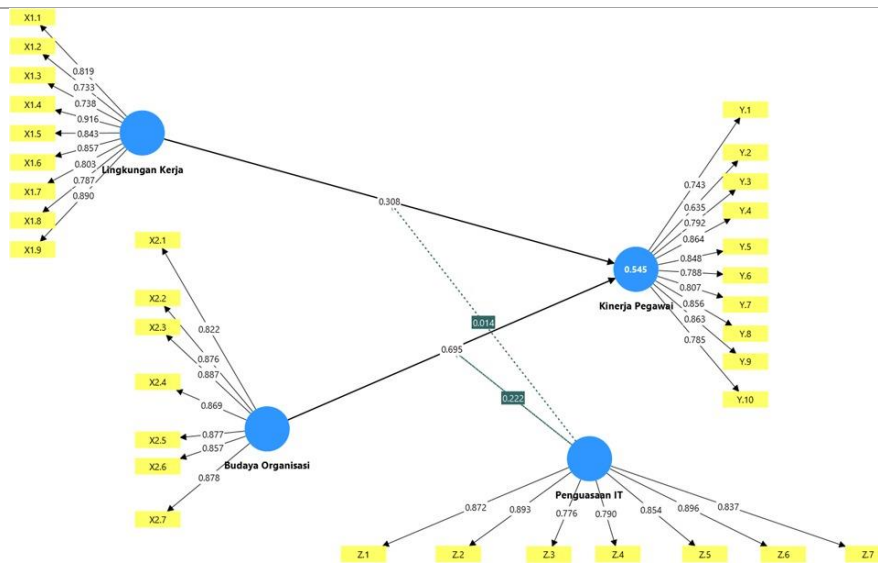 X1.1
X1.2
X1.3
X1.4
X1.5
X1.6
X1.7
X1.8
X1.9
0.819
0.733
0.738
0.916
0.843
0.857
0.803
0.787
0.890
Lingkungan Kerja
0.308
X2.1
X2.2
X2.3
X2.4
X2.5
X2.6
X2.7
0.822
0.876
0.887
0.869
0.877
0.857
0.878
Budaya Organisasi
0.695
0.014
0.222
0.545
Kinerja Pegawai
0.743
0.635
0.792
0.864
0.848
0.788
0.807
0.856
0.863
0.785
Y.1
Y.2
Y.3
Y.4
Y.5
Y.6
Y.7
Y.8
Y.9
Y.10
Penguasaan IT
0.872
0.893
0.776
0.790
0.854
0.896
0.837
Z.1
Z.2
Z.3
Z.4
Z.5
Z.6
Z.7